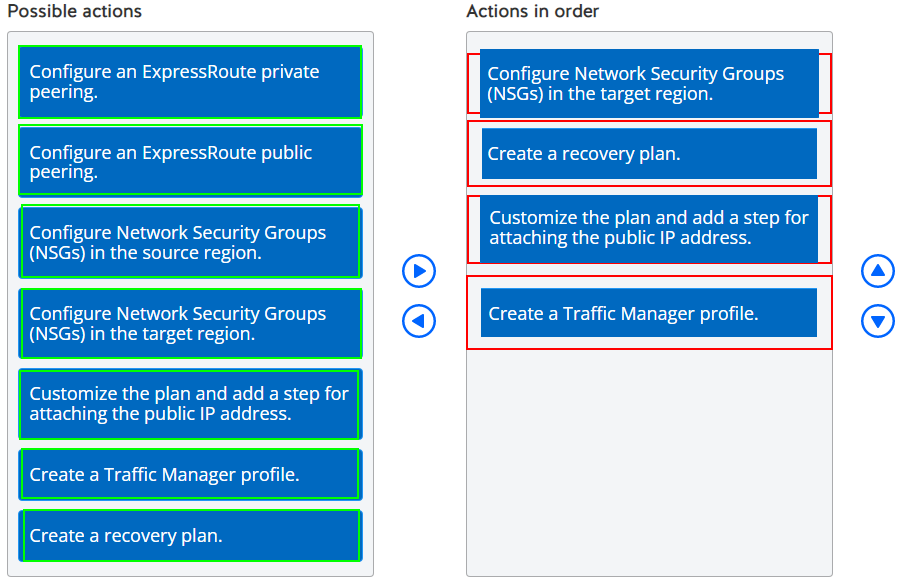 Possible actions
Configure an ExpressRoute private
peering.
Configure an ExpressRoute public
peering.
Configure Network Security Groups
(NSGs) in the source region.
Configure Network Security Groups
(NSGs) in the target region.
Customize the plan and add a step for
attaching the public IP address.
Create a Traffic Manager profile.
Create a recovery plan.
Actions in order
Configure Network Security Groups
(NSGs) in the target region.
Create a recovery plan.
Customize the plan and add a step for
attaching the public IP address.
Create a Traffic Manager profile.